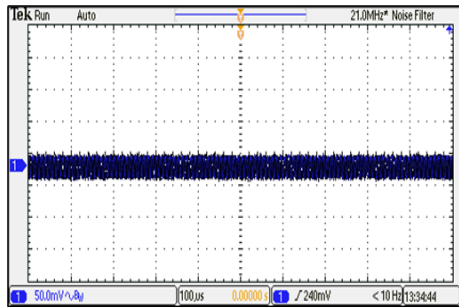 Tek Run Auto 21.0MHz* Noise Filter
1
1 50.0mV∿BW 100µs 0.00000 s 1 ∫ 240mV < 10 Hz 13:34:44